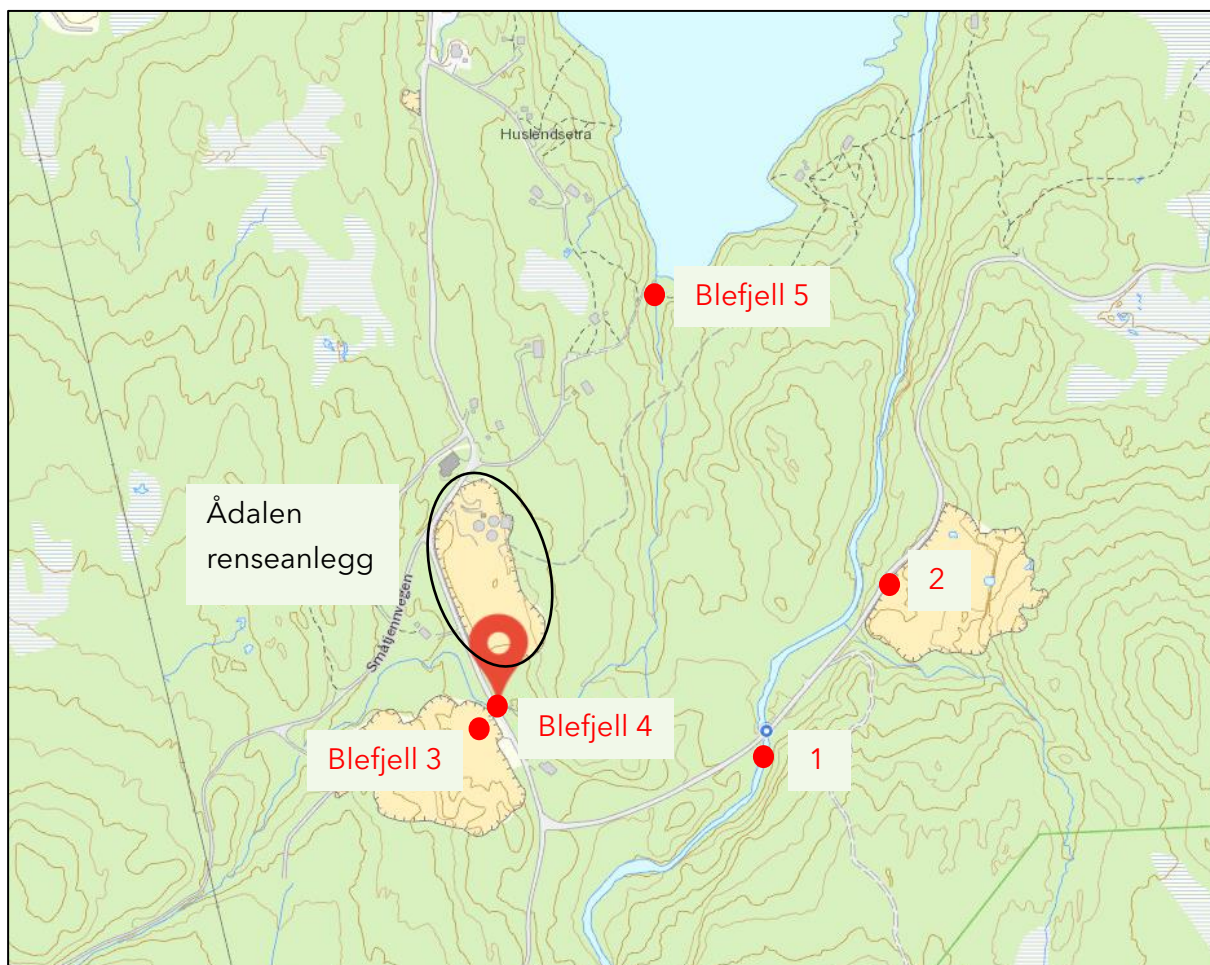 Huslendsetra
Blefjell 5
Ådalen
renseanlegg
2
Småtjennvegen
Blefjell 4
Blefjell 3
1